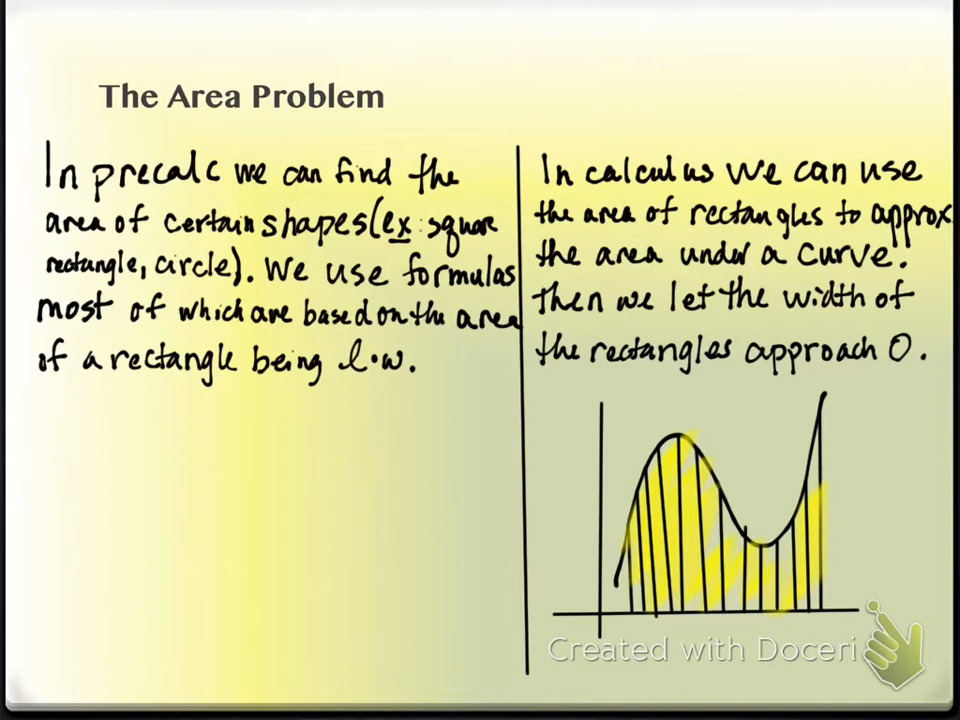 The Area Problem
In precalc we can find the
area of certain shapes (ex: square
rectangle, circle). We use formulas
most of which are based on the area
of a rectangle being l·w.
In calculus we can use
the area of rectangles to approx
the area under a curve.
Then we let the width of
the rectangles approach 0.
Created with Doceri